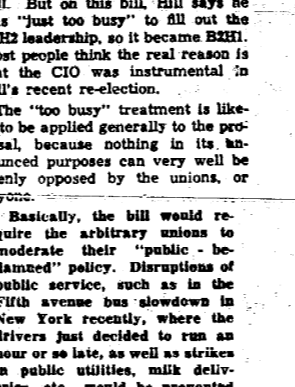 ll. But on this bill, Hill says he
is "just too busy" to fill out the
H2 leadership, so it became B2H1.
ost people think the real reason is
at the CIO was instrumental in
ll's recent re-election.
The "too busy" treatment is like-
to be applied generally to the pro-
sal, because nothing in its an-
unced purposes can very well be
enly opposed by the unions, or
yone.
Basically, the bill would re-
quire the arbitrary unions to
moderate their "public - be-
damned" policy. Disruptions of
public service, such as in the
Fifth avenue bus slowdown in
New York recently, where the
drivers just decided to run an
hour or so late, as well as strikes
n public utilities, milk deliv-
etc., would be prevented